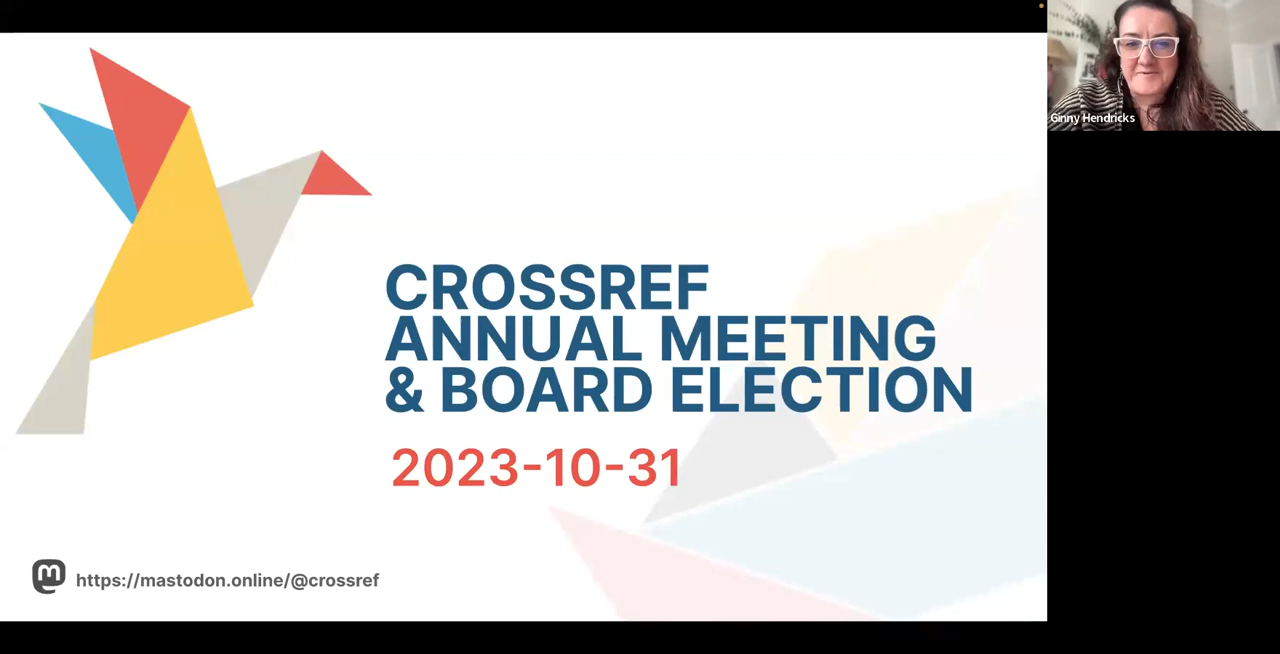 CROSSREF
ANNUAL MEETING
& BOARD ELECTION
2023-10-31
https://mastodon.online/@crossref
Ginny Hendricks